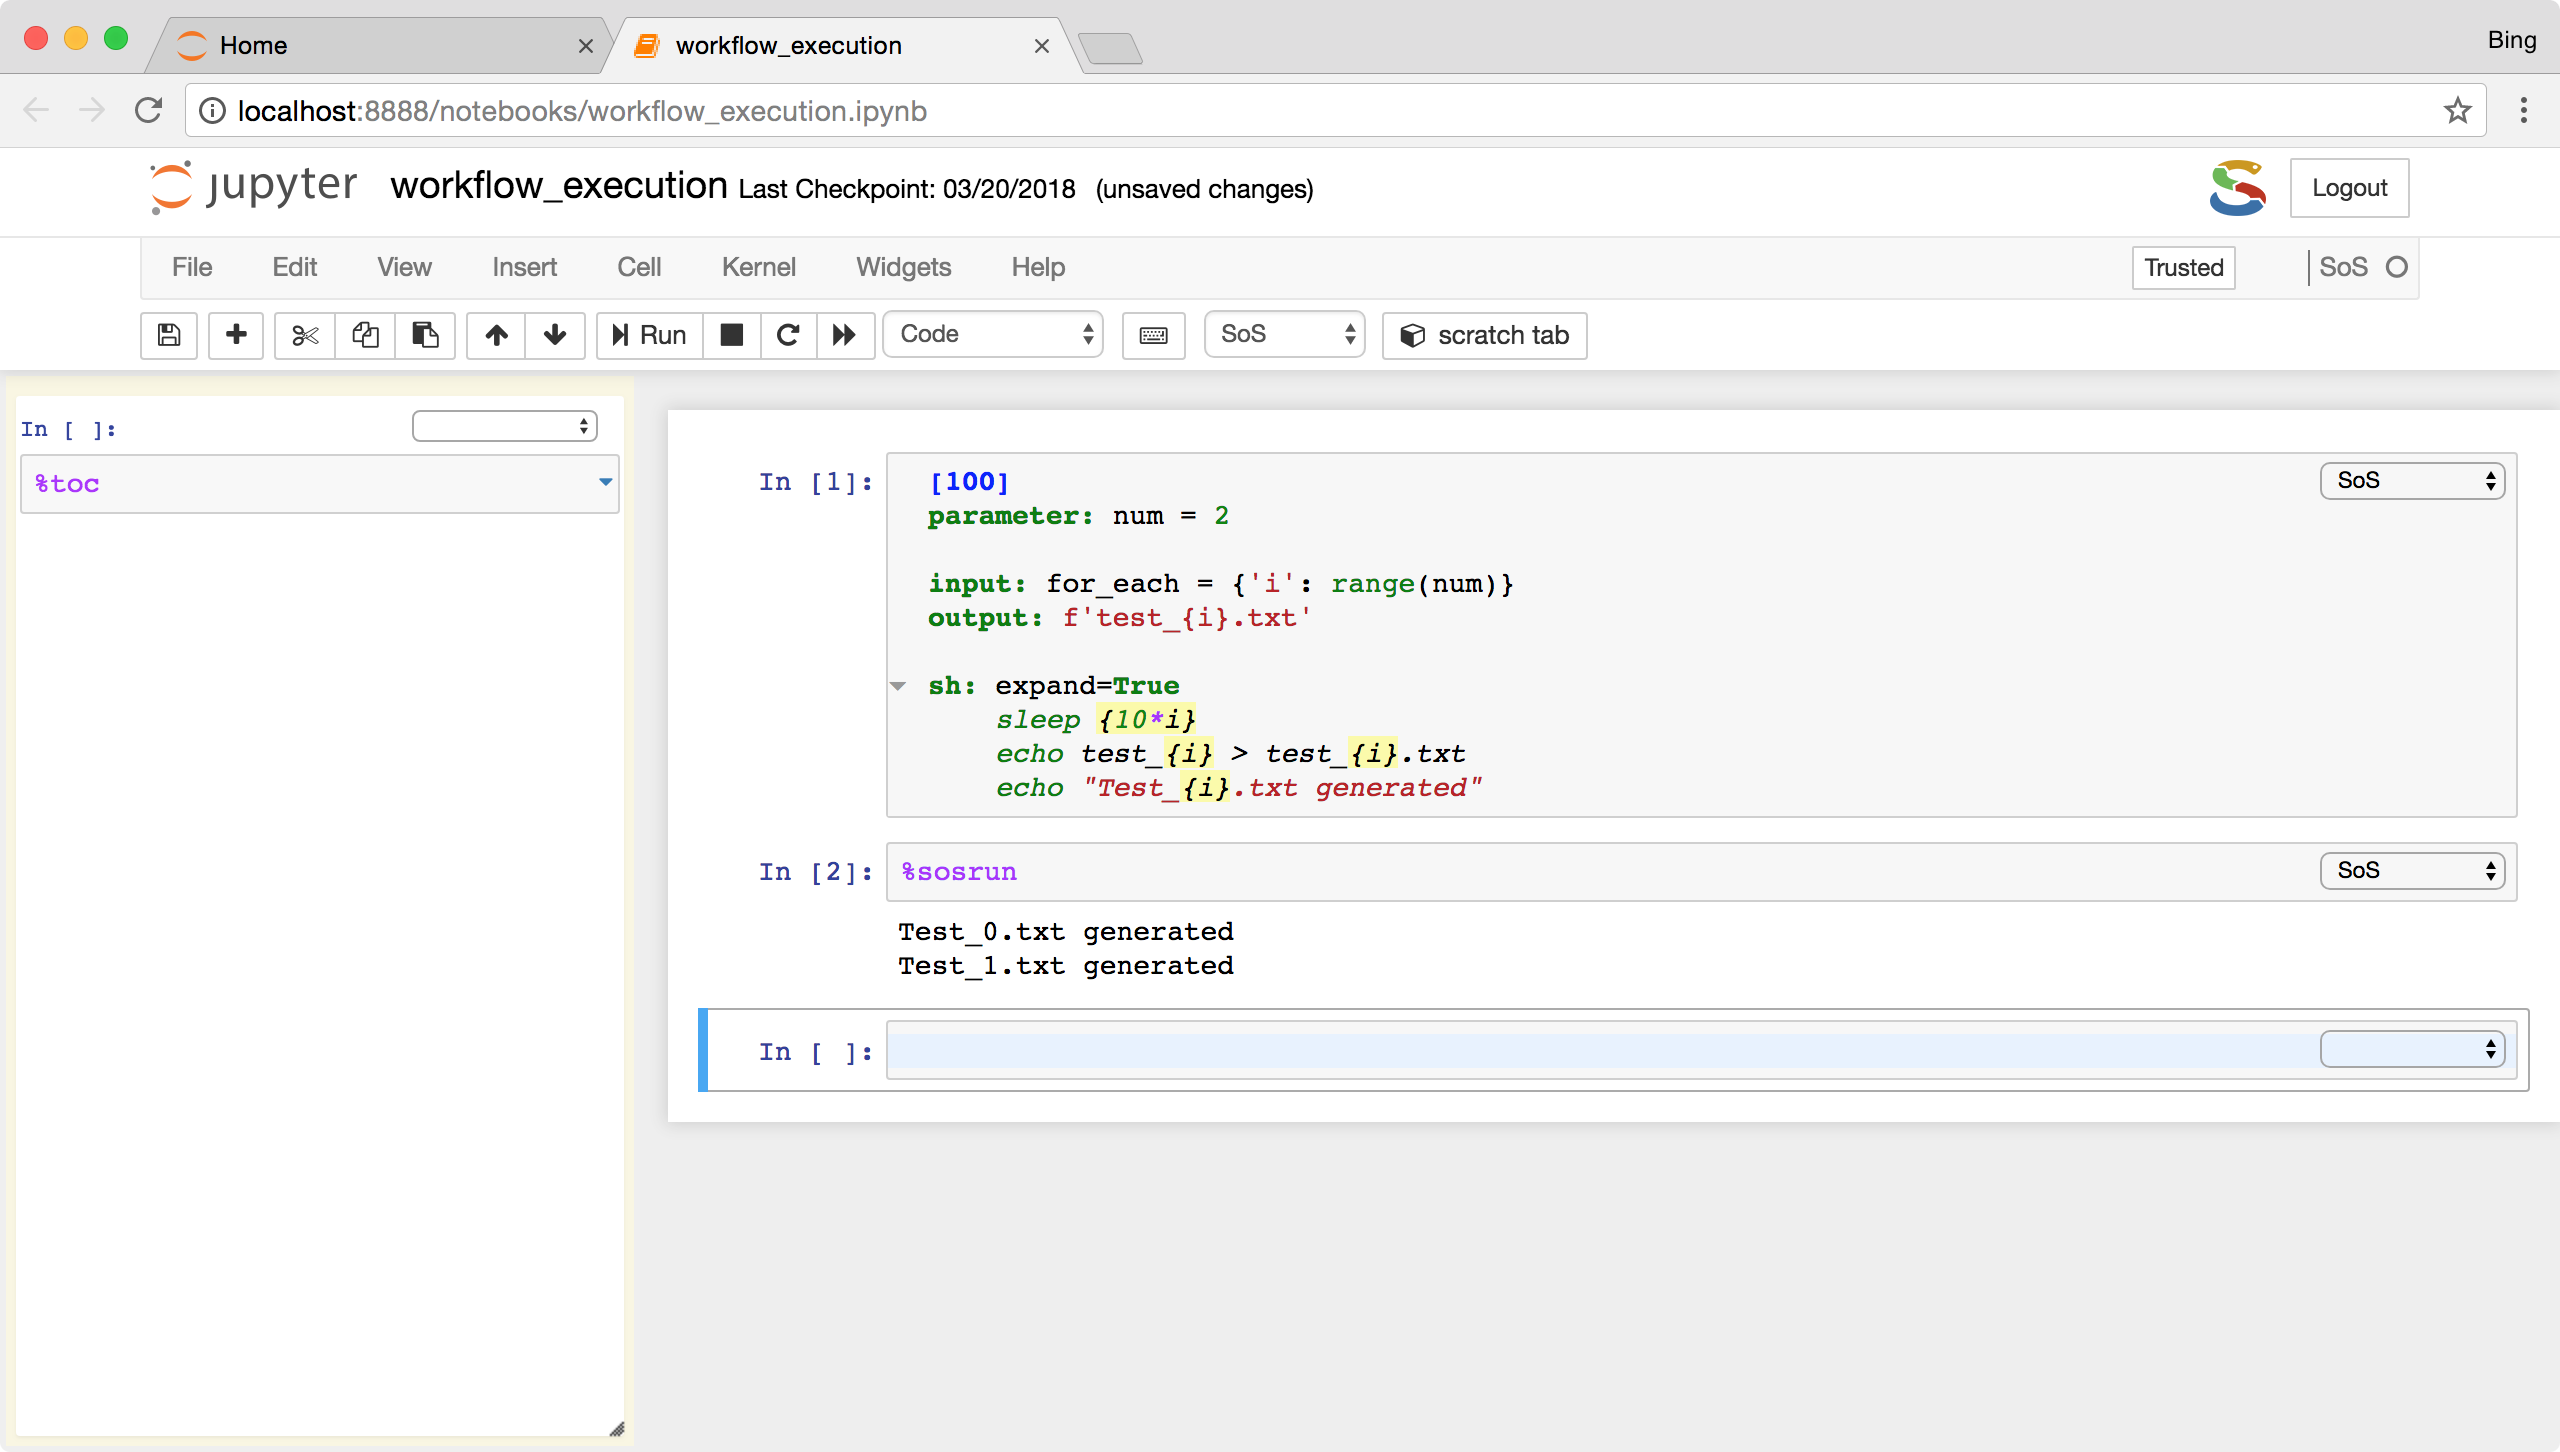 Home
workflow_execution
Bing
localhost:8888/notebooks/workflow_execution.ipynb
jupyter workflow_execution Last Checkpoint: 03/20/2018 (unsaved changes)
Logout
File Edit View Insert Cell Kernel Widgets Help
Trusted
SoS
Run
Code
SoS
scratch tab
In [ ]:
%toc
In [1]:
[100]
SoS
parameter: num = 2
input: for_each = {'i': range(num)}
output: f'test_{i}.txt'
sh: expand=True
sleep {10*i}
echo test_{i} > test_{i}.txt
echo "Test_{i}.txt generated"
In [2]:
%sosrun
SoS
Test_0.txt generated
Test_1.txt generated
In [ ]: